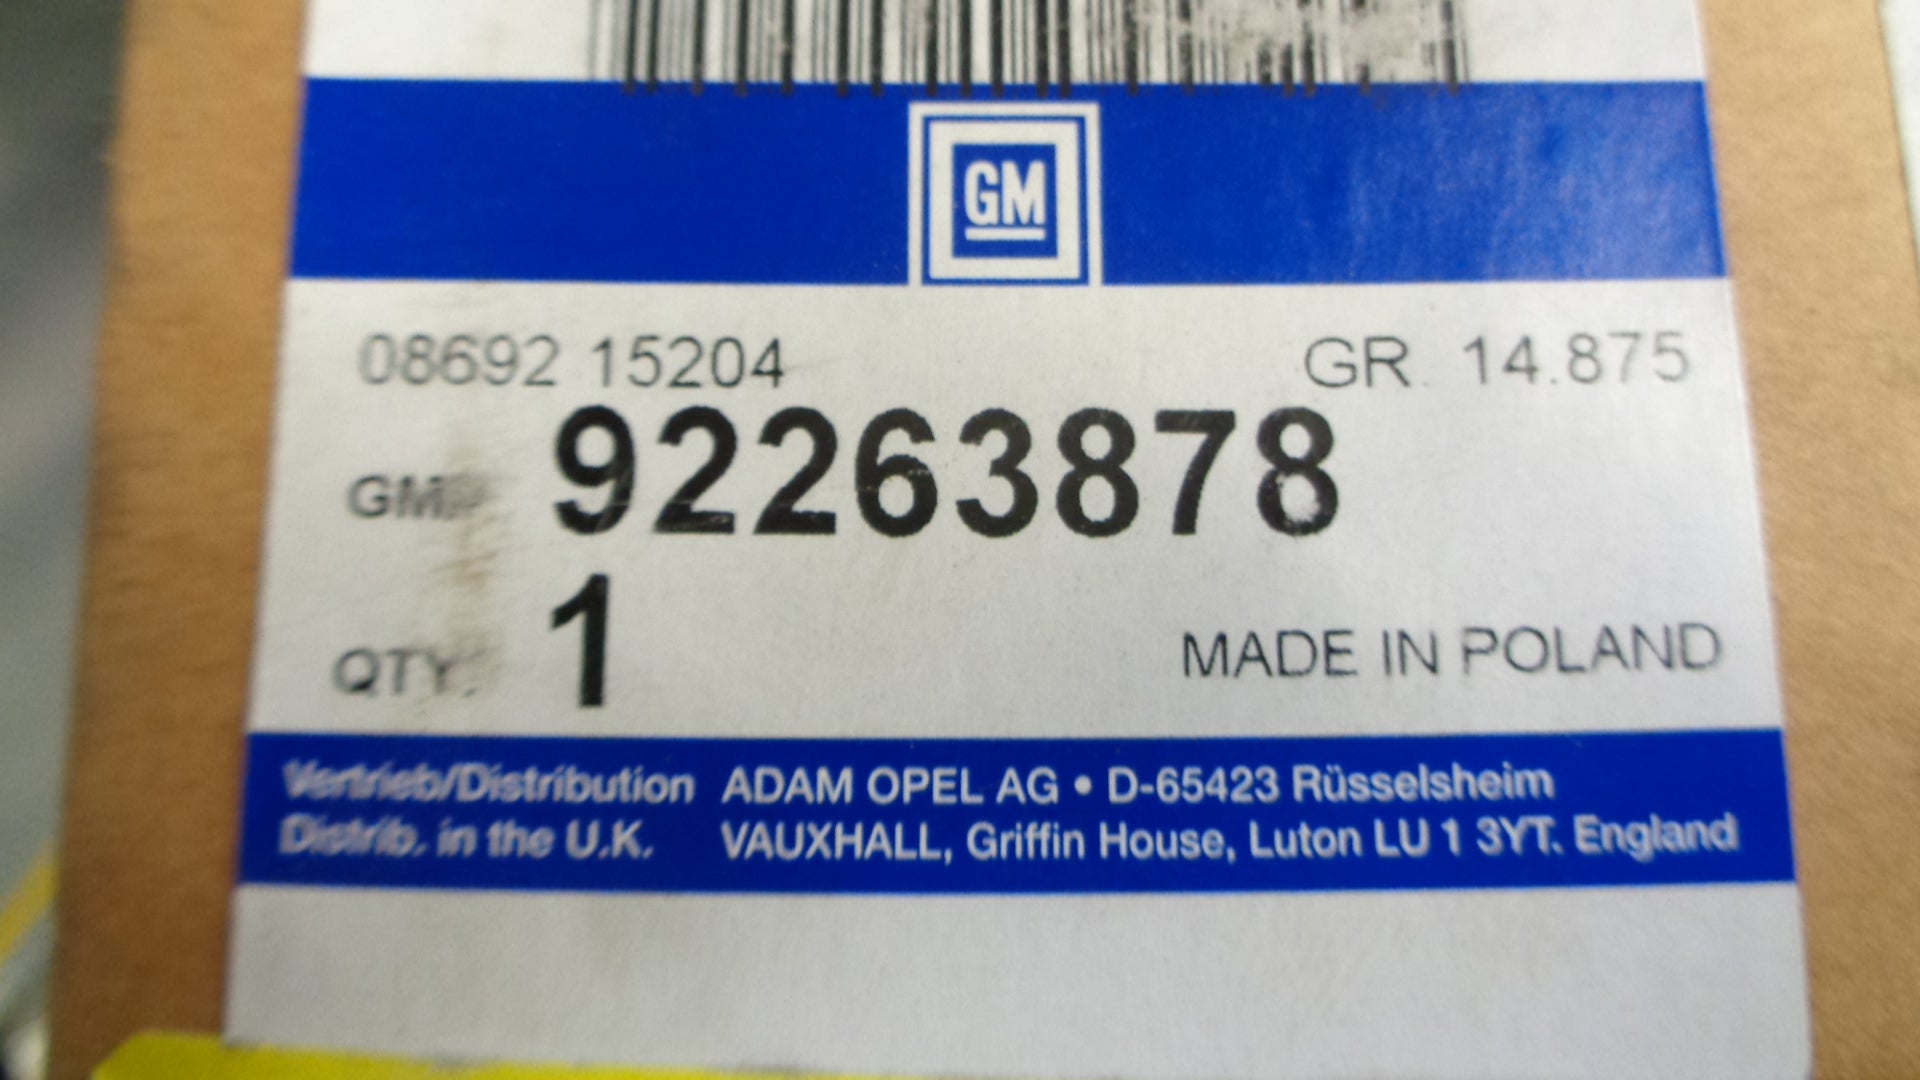 GM
08692 15204 GR. 14.875
GM. 92263878
QTY. 1 MADE IN POLAND
Vertrieb/Distribution ADAM OPEL AG • D-65423 Rüsselsheim
Distrib. in the U.K. VAUXHALL, Griffin House, Luton LU 1 3YT. England